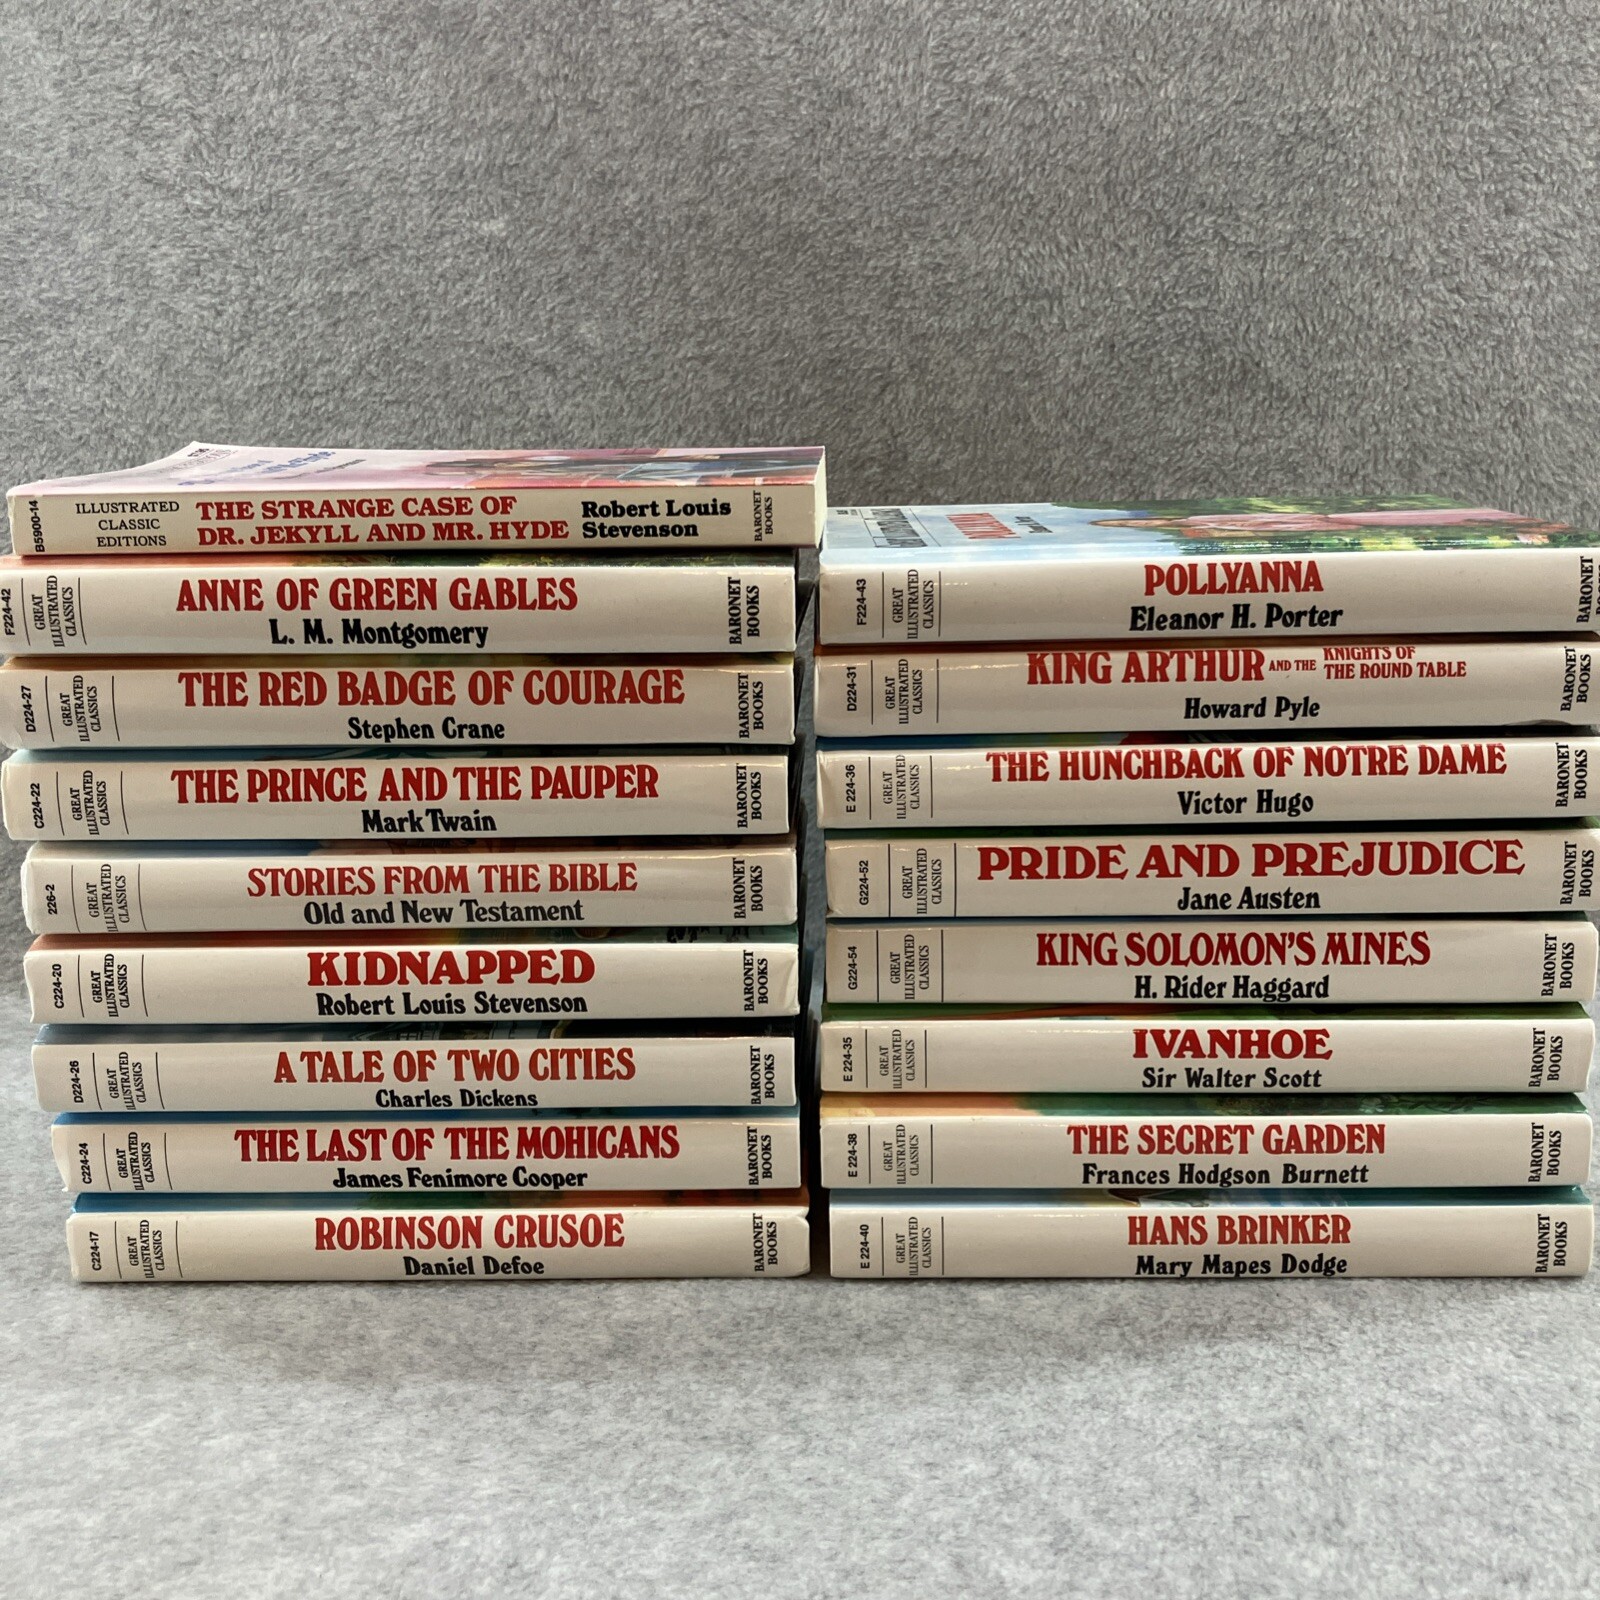 B5900-14
ILLUSTRATED
CLASSIC
EDITIONS
THE STRANGE CASE OF
DR. JEKYLL AND MR. HYDE
Robert Louis
Stevenson
BARONET
BOOKS
F224-42
GREAT
ILLUSTRATED
CLASSICS
ANNE OF GREEN GABLES
L. M. Montgomery
BARONET
BOOKS
D224-27
GREAT
ILLUSTRATED
CLASSICS
THE RED BADGE OF COURAGE
Stephen Crane
BARONET
BOOKS
C224-22
GREAT
ILLUSTRATED
CLASSICS
THE PRINCE AND THE PAUPER
Mark Twain
BARONET
BOOKS
226-2
GREAT
ILLUSTRATED
CLASSICS
STORIES FROM THE BIBLE
Old and New Testament
BARONET
BOOKS
C224-20
GREAT
ILLUSTRATED
CLASSICS
KIDNAPPED
Robert Louis Stevenson
BARONET
BOOKS
D224-26
GREAT
ILLUSTRATED
CLASSICS
A TALE OF TWO CITIES
Charles Dickens
BARONET
BOOKS
C224-24
GREAT
ILLUSTRATED
CLASSICS
THE LAST OF THE MOHICANS
James Fenimore Cooper
BARONET
BOOKS
C224-17
GREAT
ILLUSTRATED
CLASSICS
ROBINSON CRUSOE
Daniel Defoe
BARONET
BOOKS
POLLYANNA
F224-43
GREAT
ILLUSTRATED
CLASSICS
POLLYANNA
Eleanor H. Porter
BARONET
D224-31
GREAT
ILLUSTRATED
CLASSICS
KING ARTHUR AND THE KNIGHTS OF
THE ROUND TABLE
Howard Pyle
BARONET
BOOKS
E 224-36
GREAT
ILLUSTRATED
CLASSICS
THE HUNCHBACK OF NOTRE DAME
Victor Hugo
BARONET
BOOKS
G224-52
GREAT
ILLUSTRATED
CLASSICS
PRIDE AND PREJUDICE
Jane Austen
BARONET
BOOKS
G224-54
GREAT
ILLUSTRATED
CLASSICS
KING SOLOMON'S MINES
H. Rider Haggard
BARONET
BOOKS
E 224-35
GREAT
ILLUSTRATED
CLASSICS
IVANHOE
Sir Walter Scott
BARONET
BOOKS
E 224-38
GREAT
ILLUSTRATED
CLASSICS
THE SECRET GARDEN
Frances Hodgson Burnett
BARONET
BOOKS
E 224-40
GREAT
ILLUSTRATED
CLASSICS
HANS BRINKER
Mary Mapes Dodge
BARONET
BOOKS